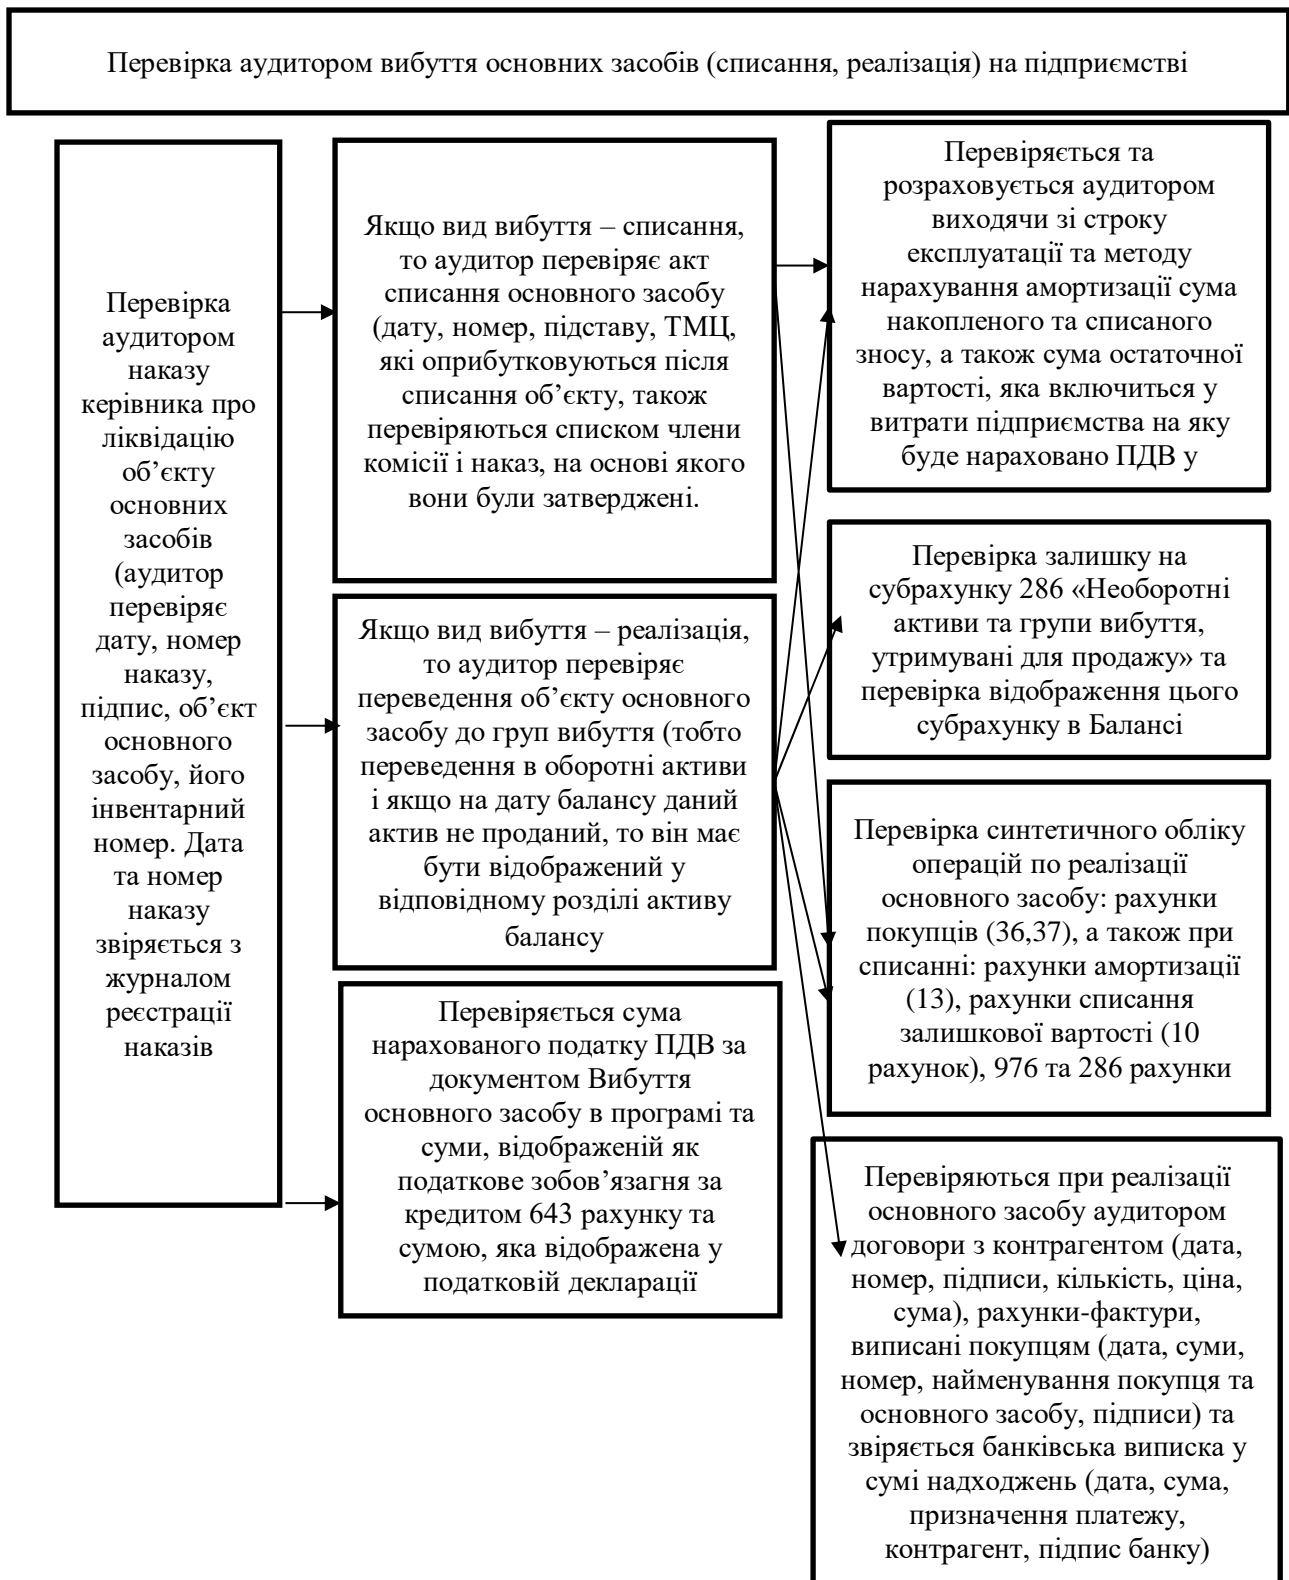 Перевірка аудитором вибуття основних засобів (списання, реалізація) на підприємстві
Перевірка
аудитором
наказу
керівника про
ліквідацію
об’єкту
основних
засобів
(аудитор
перевіряє
дату, номер
наказу,
підпис, об’єкт
основного
засобу, його
інвентарний
номер. Дата
та номер
наказу
звіряється з
журналом
реєстрації
наказів
Якщо вид вибуття – списання,
то аудитор перевіряє акт
списання основного засобу
(дату, номер, підставу, ТМЦ,
які оприбутковуються після
списання об’єкту, також
перевіряються списком члени
комісії і наказ, на основі якого
вони були затверджені.
Якщо вид вибуття – реалізація,
то аудитор перевіряє
переведення об’єкту основного
засобу до груп вибуття (тобто
переведення в оборотні активи
і якщо на дату балансу даний
актив не проданий, то він має
бути відображений у
відповідному розділі активу
балансу
Перевіряється сума
нарахованого податку ПДВ за
документом Вибуття
основного засобу в програмі та
суми, відображеній як
податкове зобов’язагня за
кредитом 643 рахунку та
сумою, яка відображена у
податковій декларації
Перевіряється та
розраховується аудитором
виходячи зі строку
експлуатації та методу
нарахування амортизації сума
накопленого та списаного
зносу, а також сума остаточної
вартості, яка включиться у
витрати підприємства на яку
буде нараховано ПДВ у
Перевірка залишку на
субрахунку 286 «Необоротні
активи та групи вибуття,
утримувані для продажу» та
перевірка відображення цього
субрахунку в Балансі
Перевірка синтетичного обліку
операцій по реалізації
основного засобу: рахунки
покупців (36,37), а також при
списанні: рахунки амортизації
(13), рахунки списання
залишкової вартості (10
рахунок), 976 та 286 рахунки
Перевіряються при реалізації
основного засобу аудитором
договори з контрагентом (дата,
номер, підписи, кількість, ціна,
сума), рахунки-фактури,
виписані покупцям (дата, суми,
номер, найменування покупця та
основного засобу, підписи) та
звіряється банківська виписка у
сумі надходжень (дата, сума,
призначення платежу,
контрагент, підпис банку)